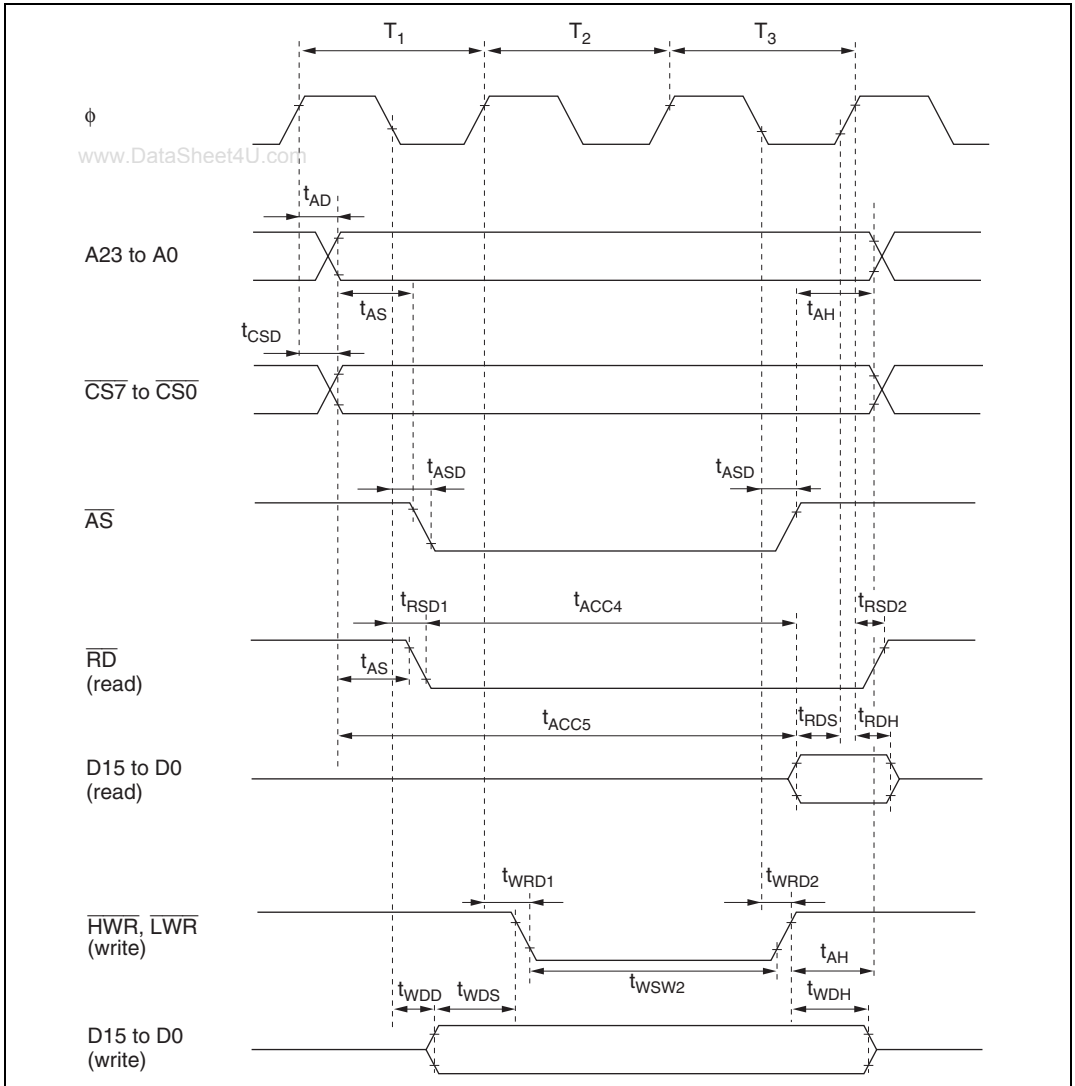 T1 T2 T3
φ
www.DataSheet4U.com
tAD
A23 to A0
tAS tAH
tCSD
CS7 to CS0
tASD tASD
AS
tRSD1 tACC4 tRSD2
RD
(read)
tAS
tACC5 tRDS tRDH
D15 to D0
(read)
tWRD1 tWRD2
HWR, LWR
(write)
tAH
tWSW2
tWDD tWDS tWDH
D15 to D0
(write)